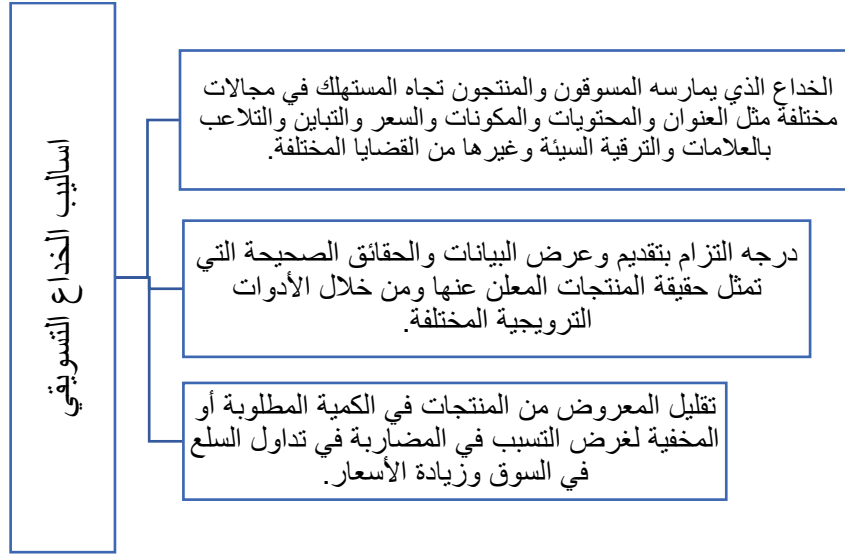 اساليب الخداع التسويقي
الخداع الذي يمارسه المسوقون والمنتجون تجاه المستهلك في مجالات
مختلفة مثل العنوان والمحتويات والمكونات والسعر والتباين والتلاعب
بالعلامات والترقية السيئة وغيرها من القضايا المختلفة.
درجه التزام بتقديم وعرض البيانات والحقائق الصحيحة التي
تمثل حقيقة المنتجات المعلن عنها ومن خلال الأدوات
الترويجية المختلفة.
تقليل المعروض من المنتجات في الكمية المطلوبة أو
المخفية لغرض التسبب في المضاربة في تداول السلع
في السوق وزيادة الأسعار.